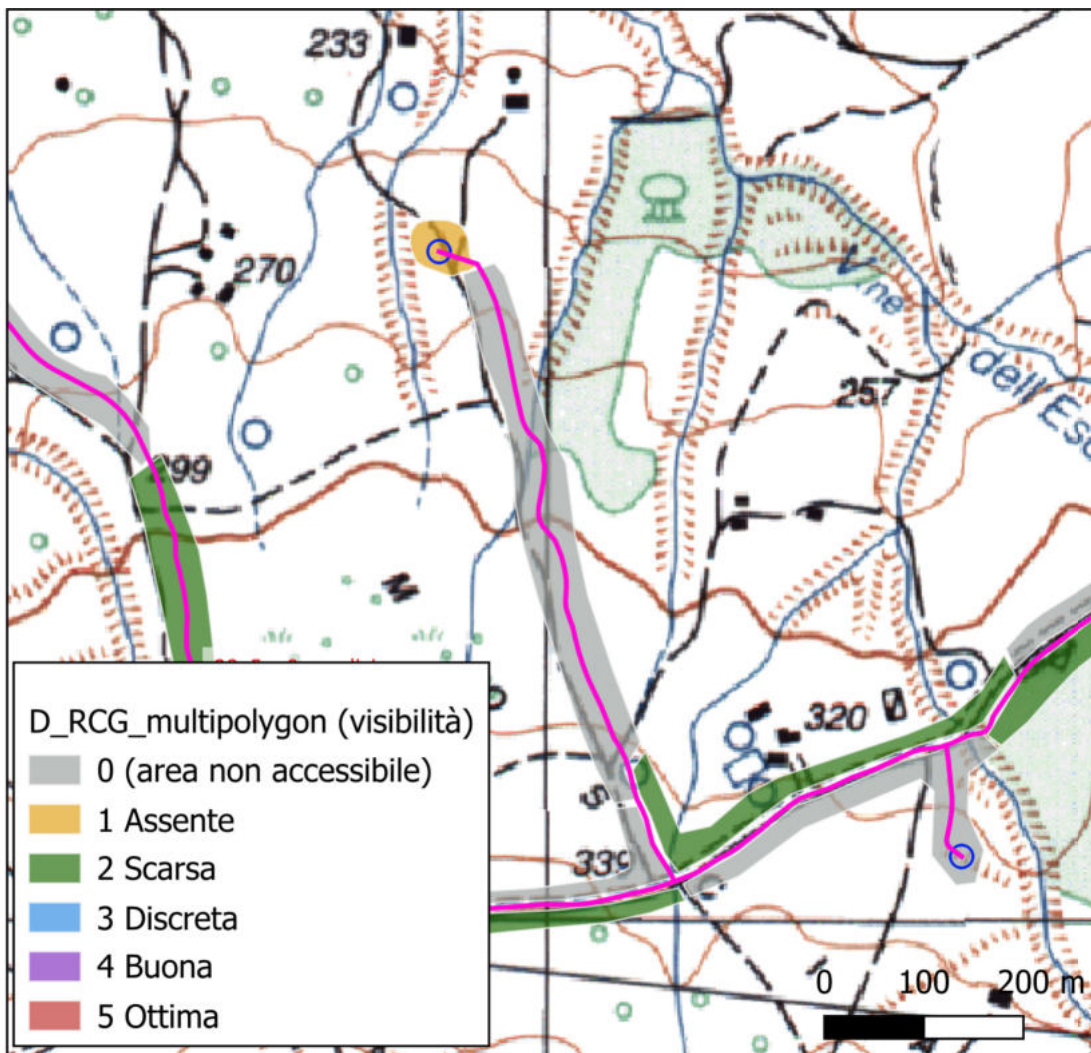 233
270
257
299
dell'Es
320
D_RCG_multipolygon (visibilità)
0 (area non accessibile)
1 Assente
2 Scarsa
3 Discreta
4 Buona
5 Ottima
339
0 100 200 m